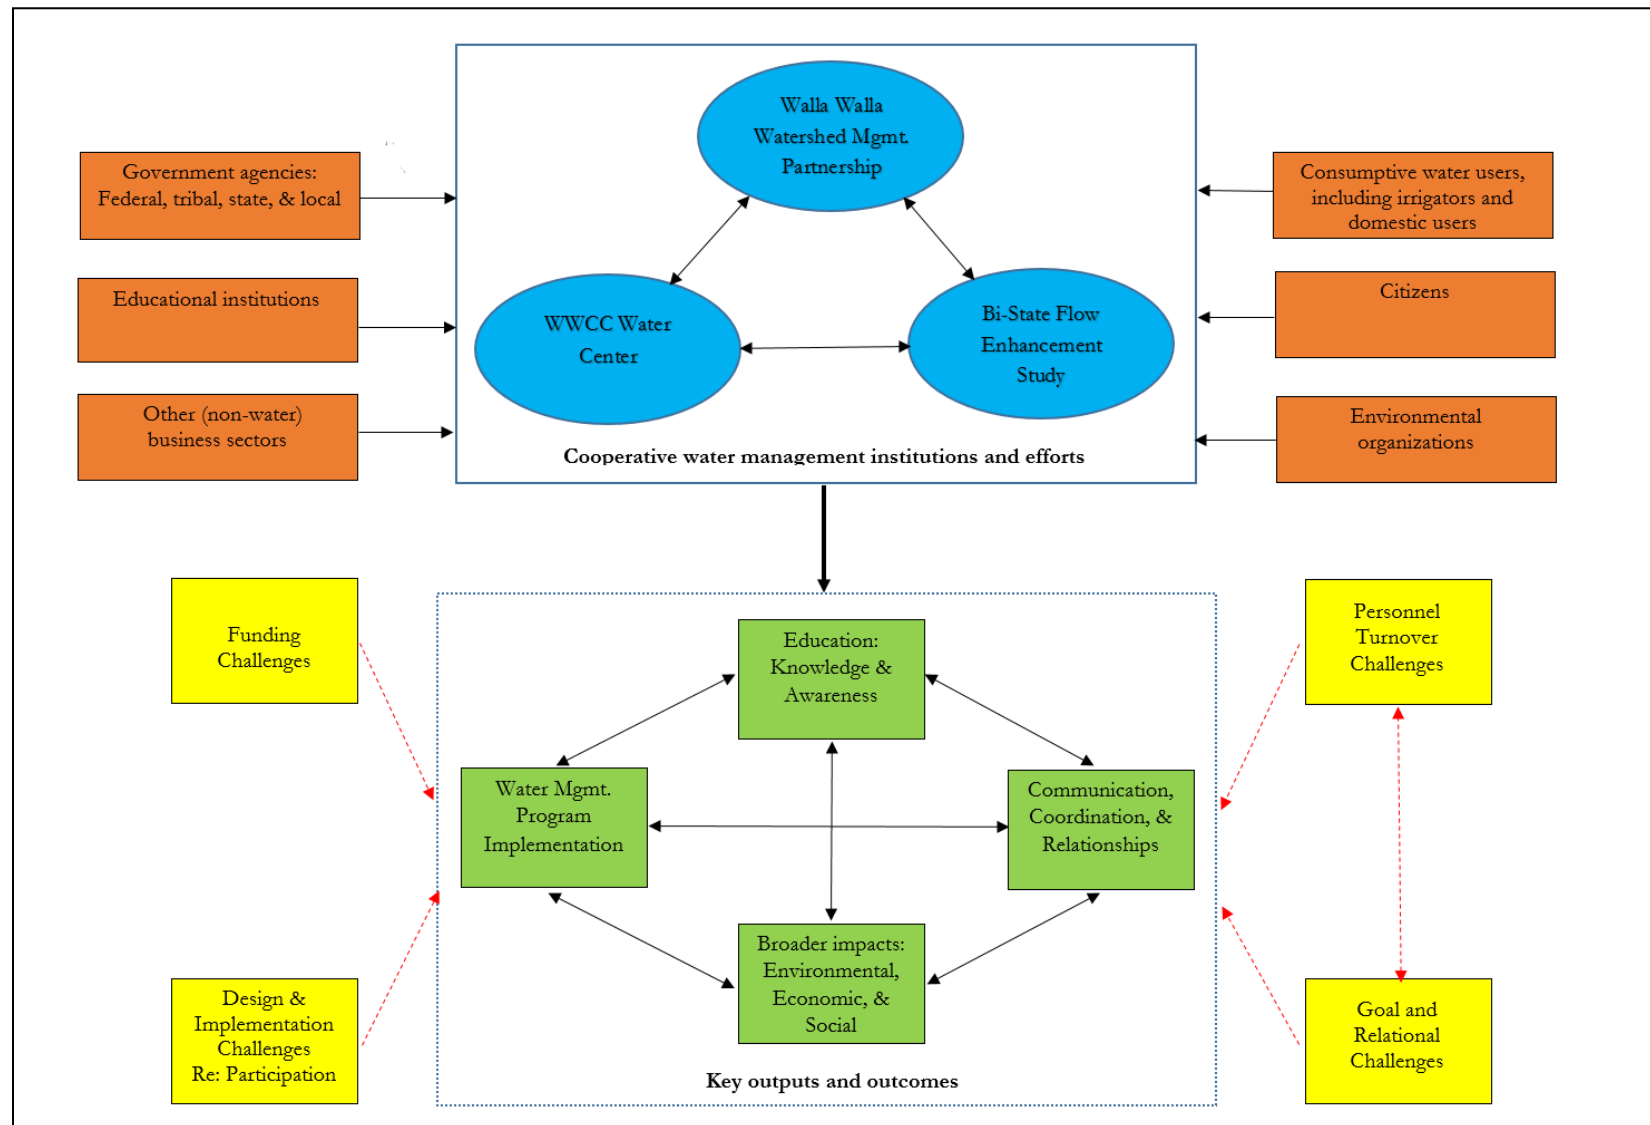 Walla Walla
Watershed Mgmt.
Partnership
Government agencies:
Federal, tribal, state, & local
Consumptive water users,
including irrigators and
domestic users
Educational institutions
WWCC Water
Center
Bi-State Flow
Enhancement
Study
Citizens
Other (non-water)
business sectors
Environmental
organizations
Cooperative water management institutions and efforts
Funding
Challenges
Education:
Knowledge &
Awareness
Personnel
Turnover
Challenges
Water Mgmt.
Program
Implementation
Communication,
Coordination, &
Relationships
Broader impacts:
Environmental,
Economic, &
Social
Design &
Implementation
Challenges
Re: Participation
Goal and
Relational
Challenges
Key outputs and outcomes